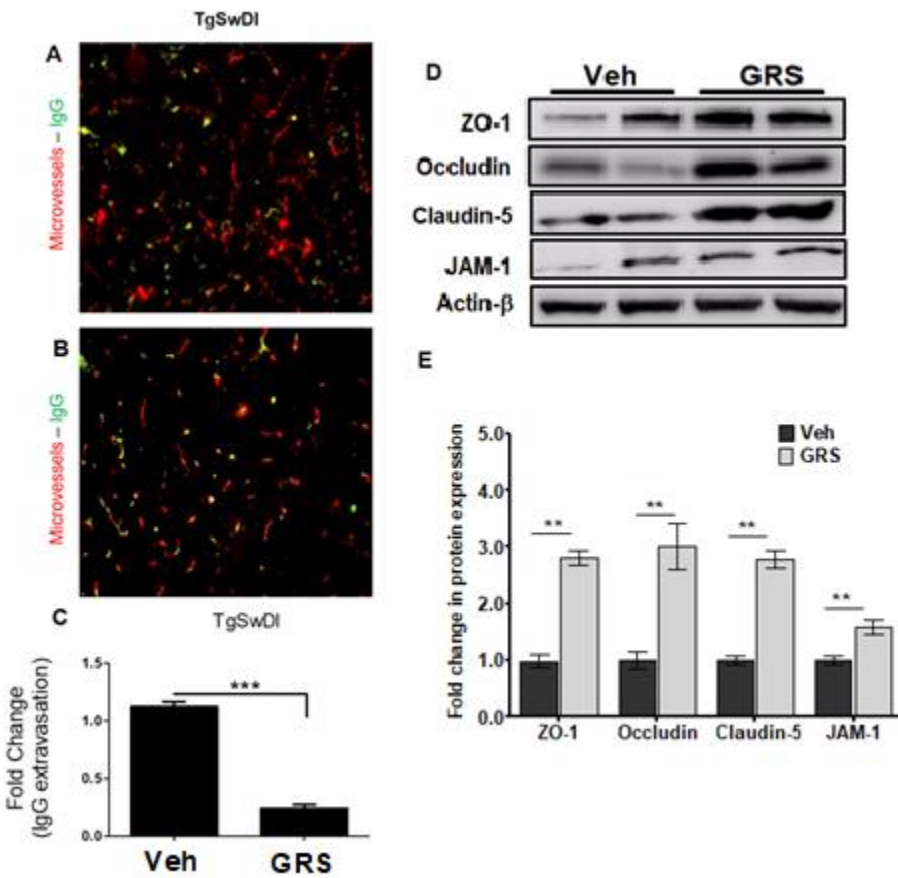 TgSwDI
A
Microvessels – IgG
B
Microvessels – IgG
C
TgSwDI
Fold Change
(IgG extravasation)
1.5
1.0
0.5
0.0
***
Veh GRS
D
Veh GRS
ZO-1
Occludin
Claudin-5
JAM-1
Actin-β
E
Fold change in protein expression
5.0
4.0
3.0
2.0
1.0
0.0
Veh
GRS
** ** ** **
ZO-1 Occludin Claudin-5 JAM-1